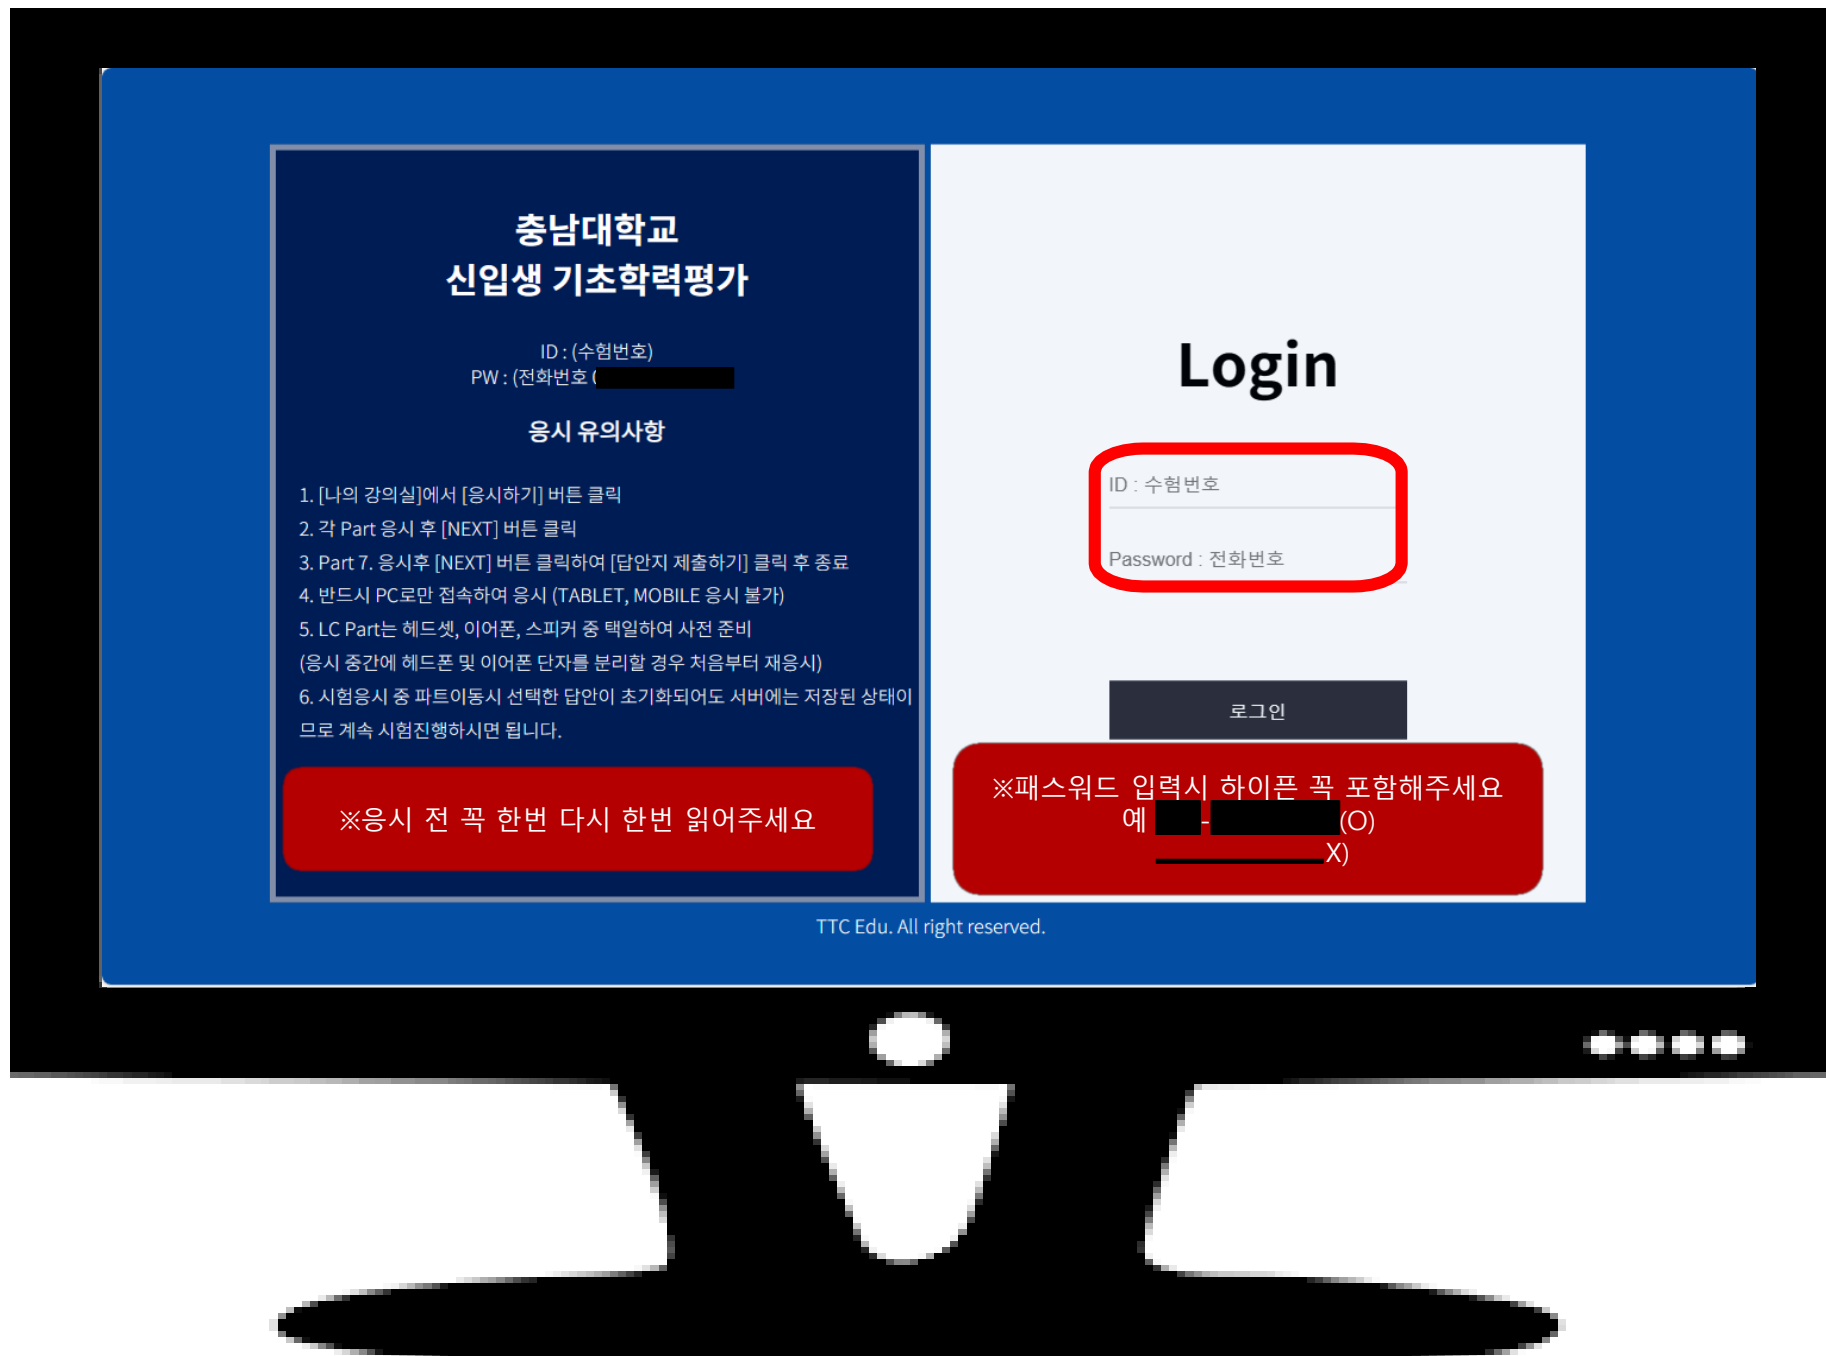 충남대학교
신입생 기초학력평가
ID : (수험번호)
PW : (전화번호
응시 유의사항
1. [나의 강의실]에서 [응시하기] 버튼 클릭
2. 각 Part 응시 후 [NEXT] 버튼 클릭
3. Part 7. 응시후 [NEXT] 버튼 클릭하여 [답안지 제출하기] 클릭 후 종료
4. 반드시 PC로만 접속하여 응시 (TABLET, MOBILE 응시 불가)
5. LC Part는 헤드셋, 이어폰, 스피커 중 택일하여 사전 준비
(응시 중간에 헤드폰 및 이어폰 단자를 분리할 경우 처음부터 재응시)
6. 시험응시 중 파트이동시 선택한 답안이 초기화되어도 서버에는 저장된 상태이
므로 계속 시험진행하시면 됩니다.
※응시 전 꼭 한번 다시 한번 읽어주세요
Login
ID : 수험번호
Password : 전화번호
로그인
※패스워드 입력시 하이픈 꼭 포함해주세요
예 - (O)
X)
TTC Edu. All right reserved.